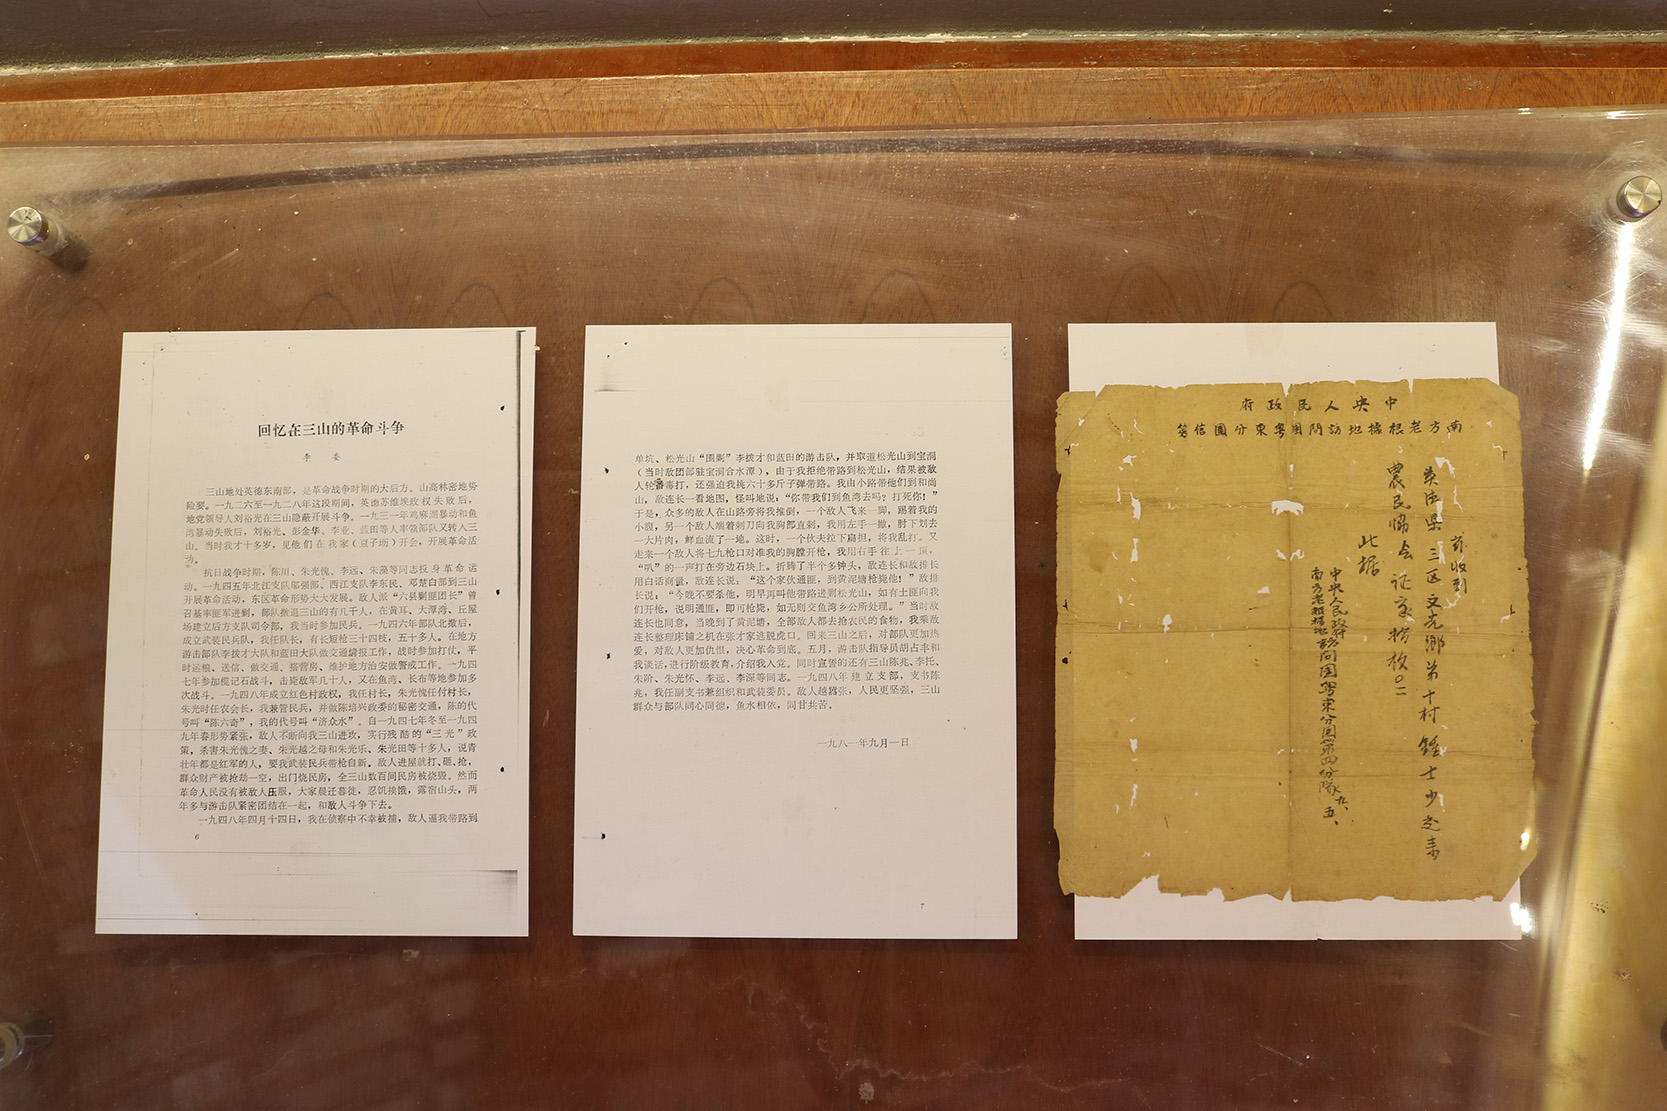 回忆在三山的革命斗争
李 委
三山地处英德东南部，是革命战争时期的大后方。山高林密地势
险要。一九二六至一九二八年这段期间，英德苏维埃政权失败后，
地党领导人刘裕光在三山隐蔽开展斗争。一九三一年鸡麻湖暴动和鱼
湾暴动失败后，刘裕光、彭金华、李业、蓝田等人率领部队又转入三
山。当时我才十多岁，见他们在我家（豆子坜）开会，开展革命活
动。
抗日战争时期，陈川、朱光愧、李远、朱藻等同志投身革命运
动。一九四五年北江支队邬强部、西江支队李东民、邓楚白部到三山
开展革命活动，东区革命形势大大发展。敌人派“六县剿匪团长”曾
召基率匪军进剿，部队撤退三山的有几千人，在黄耳、大潭湾、丘屋
场建立后方支队司令部，我当时参加民兵。一九四六年部队北撤后，
成立武装民兵队，我任队长，有长短枪三十四枝，五十多人。在地方
游击部队李拨才大队和蓝田大队做交通情报工作，战时参加打仗，平
时运粮、送信、做交通、搭营房、维护地方治安做警戒工作。一九四
七年参加榄记石战斗，击毙敌军几十人，又在鱼湾、长布等地参加多
次战斗。一九四八年成立红色村政权，我任村长，朱光愧任付村长，
朱光时任农会长，我兼管民兵，并做陈培兴政委的秘密交通，陈的代
号叫“陈六奇”，我的代号叫“济众水”。自一九四七年冬至一九四
九年春形势紧张，敌人不断向我三山进攻，实行残酷的“三光”政
策，杀害朱光愧之妻、朱光越之母和朱光乐、朱光田等十多人，说青
壮年都是红军的人，要我武装民兵带枪自新。敌人进屋就打、砸、抢，
群众财产被抢劫一空，出门烧民房，全三山数百间民房被烧毁。然而
革命人民没有被敌人压服，大家晨迁暮徙，忍饥挨饿，露宿山头，两
年多与游击队紧密团结在一起，和敌人斗争下去。
一九四八年四月十四日，我在侦察中不幸被捕，敌人逼我带路到
6
单坑、松光山“围剿”李拨才和蓝田的游击队，并取道松光山到宝洞
（当时敌团部驻宝洞合水潭），由于我拒绝带路到松光山，结果被敌
人轮番毒打，还强迫我挑六十多斤子弹带路。我由小路带他们到和尚
山，敌连长一看地图，怪叫地说：“你带我们到鱼湾去吗？打死你！”
于是，众多的敌人在山路旁将我推倒，一个敌人飞来一脚，踢着我的
小腹，另一个敌人端着刺刀向我胸部直刺，我用左手一撇，肘下划去
一大片肉，鲜血流了一地。这时，一个伙夫拉下扁担，将我乱打。又
走来一个敌人将七九枪口对准我的胸膛开枪，我用右手往上一顶，
“叭”的一声打在旁边石块上。折腾了半个多钟头，敌连长和敌排长
用白话商量，敌连长说：“这个家伙通匪，到黄泥塘枪毙他！”敌排
长说：“今晚不要杀他，明早再叫他带路进剿松光山，如有土匪向我
们开枪，说明通匪，即可枪毙，如无则交鱼湾乡公所处理。”当时敌
连长也同意，当晚到了黄泥塘，全部敌人都去抢农民的食物，我乘敌
连长整理床铺之机在张才家逃脱虎口。回来三山之后，对部队更加热
爱，对敌人更加仇恨，决心革命到底。五月，游击队指导员胡占丰和
我谈话，进行阶级教育，介绍我入党。同时宣誓的还有三山陈兆、李托、
朱阶、朱光怀、李远、李深等同志。一九四八年建立支部，支书陈
兆，我任副支书兼组织和武装委员。敌人越嚣张，人民更坚强，三山
群众与部队同心同德，鱼水相依，同甘共苦。
一九八一年九月一日
7
中央人民政府
南方老根据地访问团粤东分团信笺
兹收到
英德县三区文光鄉第十村鍾士少交来
農民協会证章物枚〇二
此据
中央人民政府
南方老根据地訪问团粤東分团第四分隊
九、五、